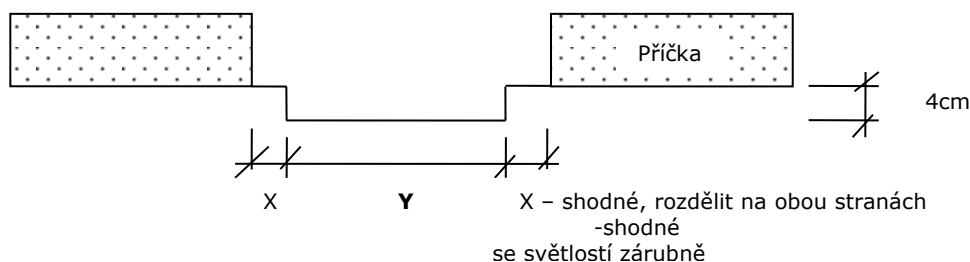 Příčka
4cm
X Y X – shodné, rozdělit na obou stranách
-shodné
se světlostí zárubně